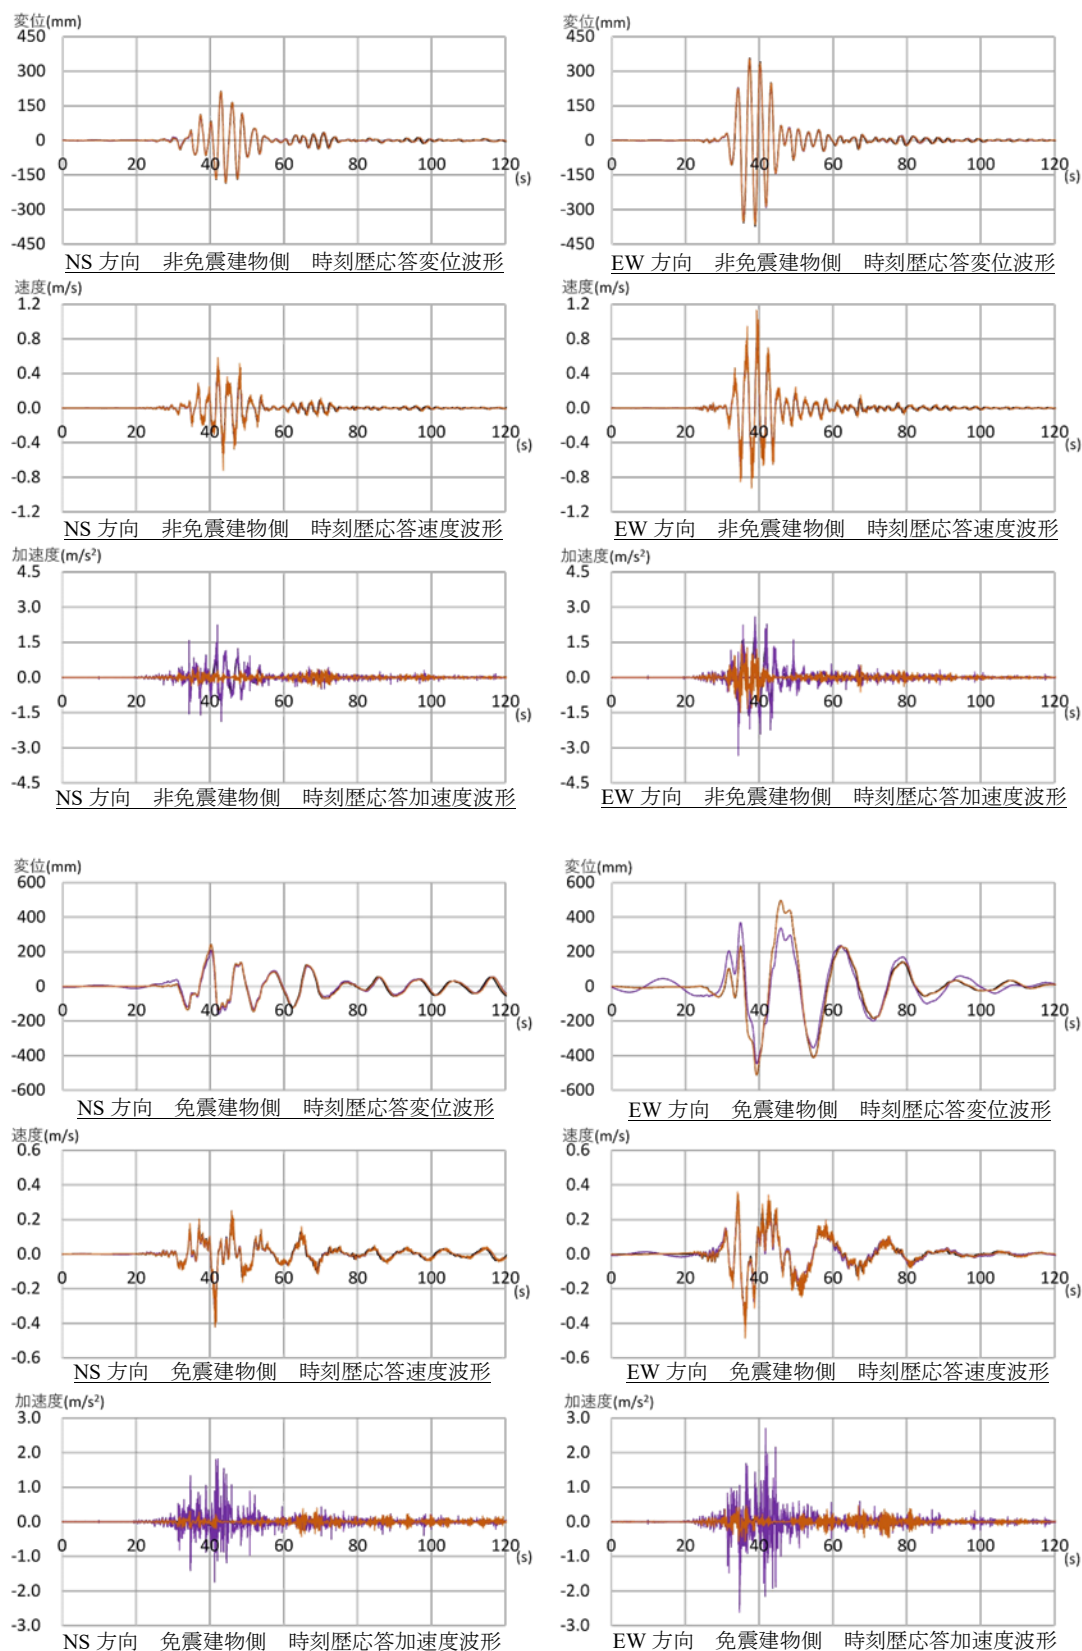 変位(mm)
450
300
150
0
-150
-300
-450
0 20 40 60 80 100 120
(s)
NS 方向 非免震建物側 時刻歴応答変位波形
変位(mm)
450
300
150
0
-150
-300
-450
0 20 40 60 80 100 120
(s)
EW 方向 非免震建物側 時刻歴応答変位波形
速度(m/s)
1.2
0.8
0.4
0.0
-0.4
-0.8
-1.2
0 20 40 60 80 100 120
(s)
NS 方向 非免震建物側 時刻歴応答速度波形
速度(m/s)
1.2
0.8
0.4
0.0
-0.4
-0.8
-1.2
0 20 40 60 80 100 120
(s)
EW 方向 非免震建物側 時刻歴応答速度波形
加速度(m/s²)
4.5
3.0
1.5
0.0
-1.5
-3.0
-4.5
0 20 40 60 80 100 120
(s)
NS 方向 非免震建物側 時刻歴応答加速度波形
加速度(m/s²)
4.5
3.0
1.5
0.0
-1.5
-3.0
-4.5
0 20 40 60 80 100 120
(s)
EW 方向 非免震建物側 時刻歴応答加速度波形
変位(mm)
600
400
200
0
-200
-400
-600
0 20 40 60 80 100 120
(s)
NS 方向 免震建物側 時刻歴応答変位波形
変位(mm)
600
400
200
0
-200
-400
-600
0 20 40 60 80 100 120
(s)
EW 方向 免震建物側 時刻歴応答変位波形
速度(m/s)
0.6
0.4
0.2
0.0
-0.2
-0.4
-0.6
0 20 40 60 80 100 120
(s)
NS 方向 免震建物側 時刻歴応答速度波形
速度(m/s)
0.6
0.4
0.2
0.0
-0.2
-0.4
-0.6
0 20 40 60 80 100 120
(s)
EW 方向 免震建物側 時刻歴応答速度波形
加速度(m/s²)
3.0
2.0
1.0
0.0
-1.0
-2.0
-3.0
0 20 40 60 80 100 120
(s)
NS 方向 免震建物側 時刻歴応答加速度波形
加速度(m/s²)
3.0
2.0
1.0
0.0
-1.0
-2.0
-3.0
0 20 40 60 80 100 120
(s)
EW 方向 免震建物側 時刻歴応答加速度波形